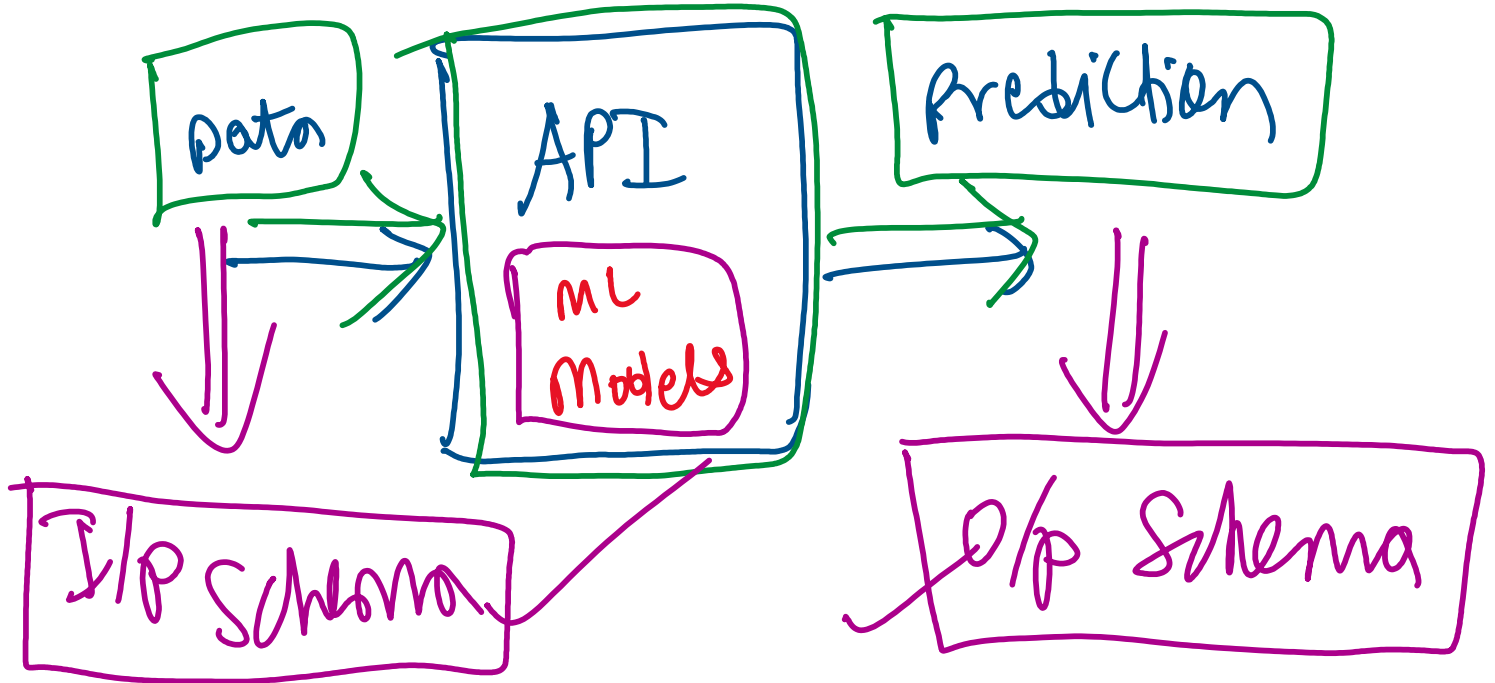 Data
API
Prediction
ML
Models
I/p Schema
O/p Schema